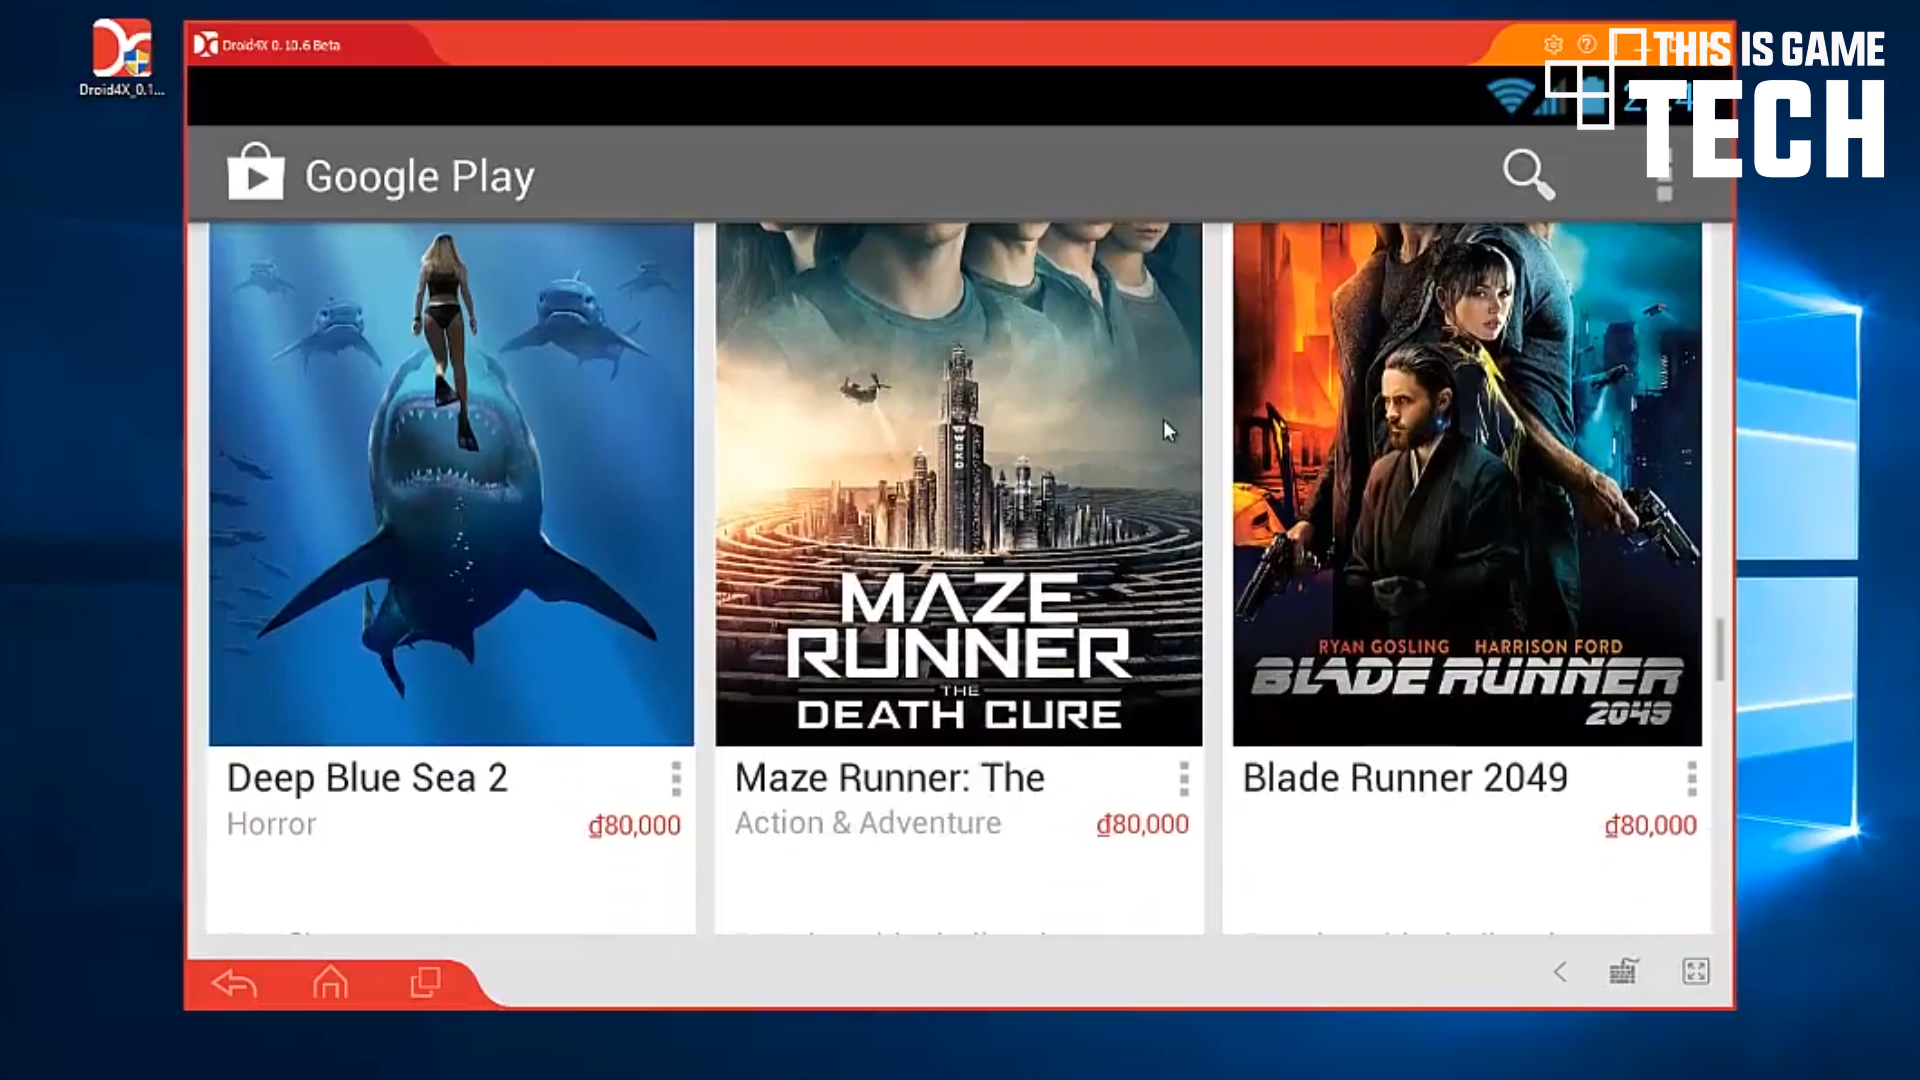 Droid4X 0.10.6 Beta
THIS IS GAME
TECH
Droid4X_0.1...
Google Play
WCKD
MAZE
RUNNER
THE
DEATH CURE
RYAN GOSLING HARRISON FORD
BLADE RUNNER
2049
Deep Blue Sea 2
Horror
₫80,000
Maze Runner: The
Action & Adventure
₫80,000
Blade Runner 2049
₫80,000